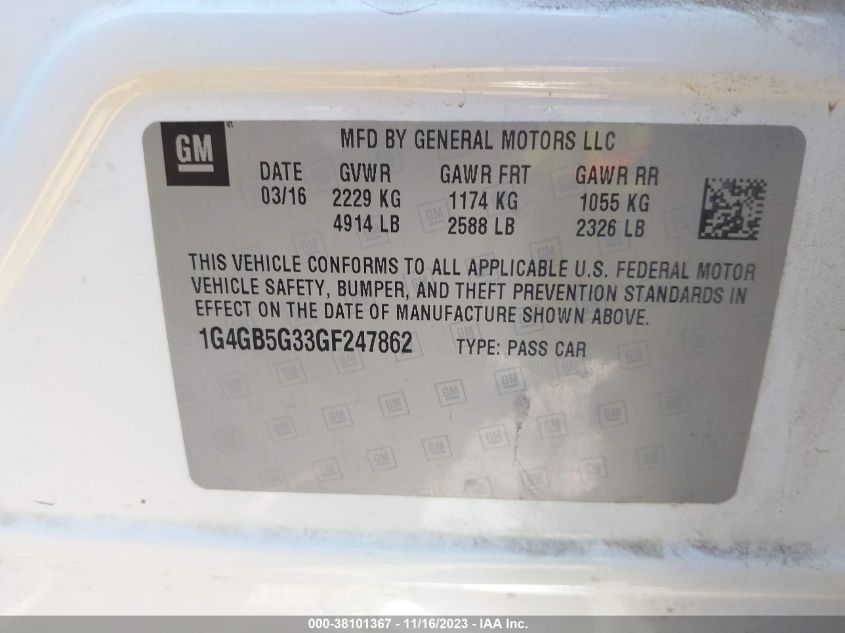 GM ®
MFD BY GENERAL MOTORS LLC
DATE GVWR GAWR FRT GAWR RR
03/16 2229 KG 1174 KG 1055 KG
4914 LB 2588 LB 2326 LB
THIS VEHICLE CONFORMS TO ALL APPLICABLE U.S. FEDERAL MOTOR
VEHICLE SAFETY, BUMPER, AND THEFT PREVENTION STANDARDS IN
EFFECT ON THE DATE OF MANUFACTURE SHOWN ABOVE.
1G4GB5G33GF247862 TYPE: PASS CAR
000-38101367 - 11/16/2023 - IAA Inc.